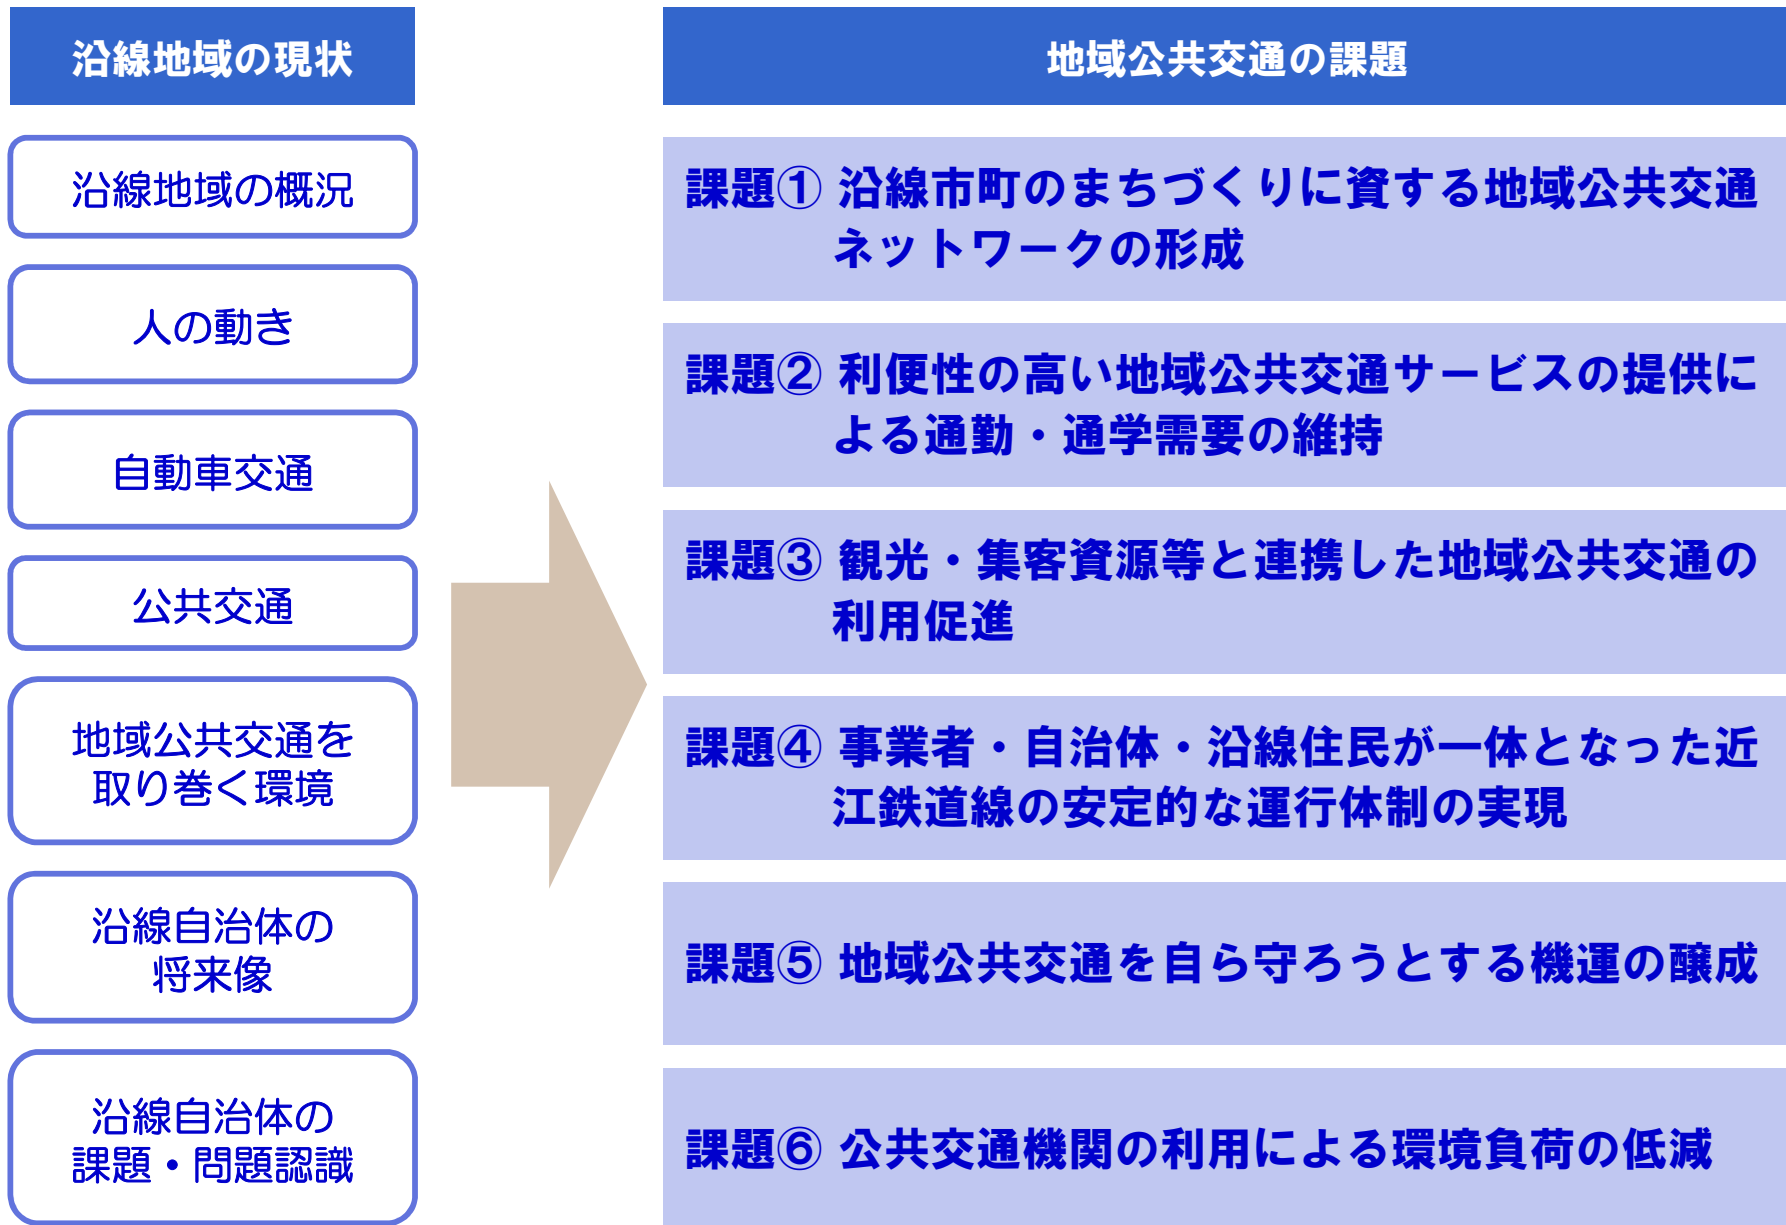 沿線地域の現状
沿線地域の概況
人の動き
自動車交通
公共交通
地域公共交通を
取り巻く環境
沿線自治体の
将来像
沿線自治体の
課題・問題認識
地域公共交通の課題
課題① 沿線市町のまちづくりに資する地域公共交通
ネットワークの形成
課題② 利便性の高い地域公共交通サービスの提供に
よる通勤・通学需要の維持
課題③ 観光・集客資源等と連携した地域公共交通の
利用促進
課題④ 事業者・自治体・沿線住民が一体となった近
江鉄道線の安定的な運行体制の実現
課題⑤ 地域公共交通を自ら守ろうとする機運の醸成
課題⑥ 公共交通機関の利用による環境負荷の低減